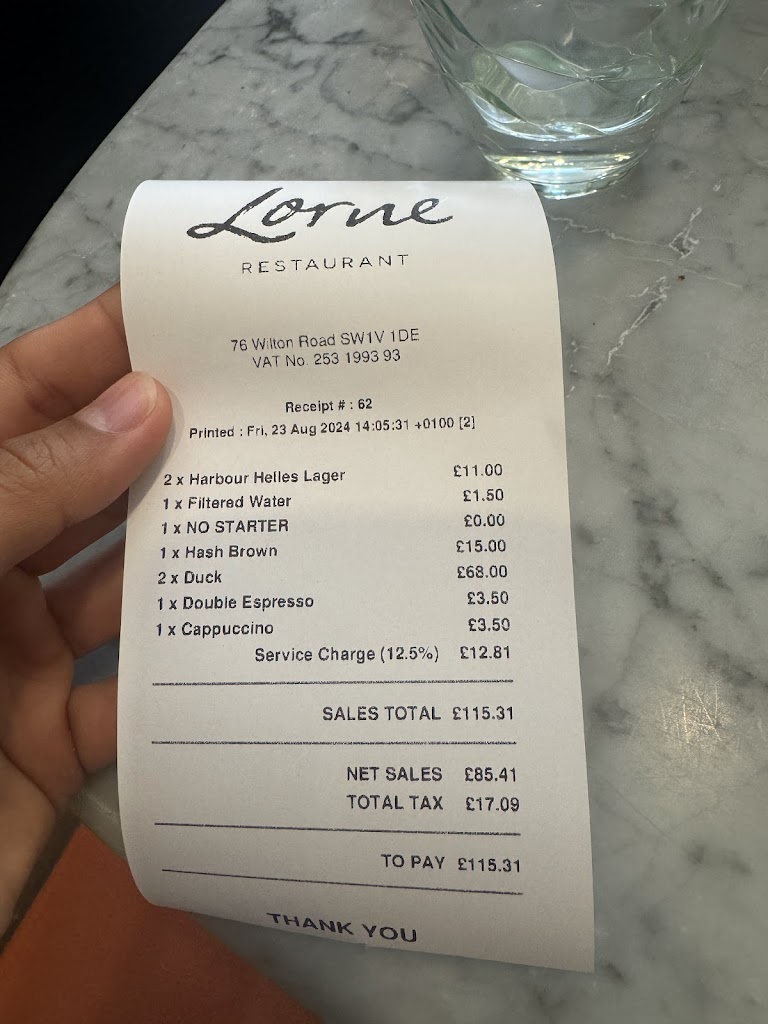 Lorne
RESTAURANT
76 Wilton Road SW1V 1DE
VAT No. 253 1993 93
Receipt # : 62
Printed : Fri, 23 Aug 2024 14:05:31 +0100 [2]
2 x Harbour Helles Lager £11.00
1 x Filtered Water £1.50
1 x NO STARTER £0.00
1 x Hash Brown £15.00
2 x Duck £68.00
1 x Double Espresso £3.50
1 x Cappuccino £3.50
Service Charge (12.5%) £12.81
SALES TOTAL £115.31
NET SALES £85.41
TOTAL TAX £17.09
TO PAY £115.31
THANK YOU